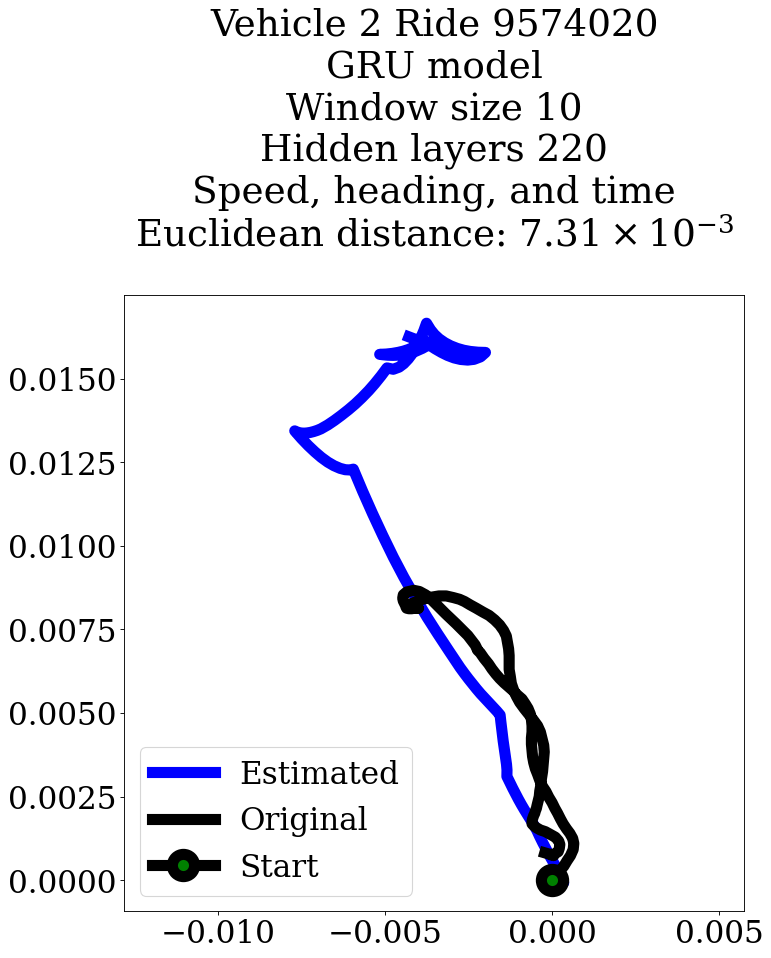 Vehicle 2 Ride 9574020
GRU model
Window size 10
Hidden layers 220
Speed, heading, and time
Euclidean distance: 7.31 × 10⁻³
0.0150
0.0125
0.0100
0.0075
0.0050
0.0025
0.0000
Estimated
Original
Start
−0.010 −0.005 0.000 0.005